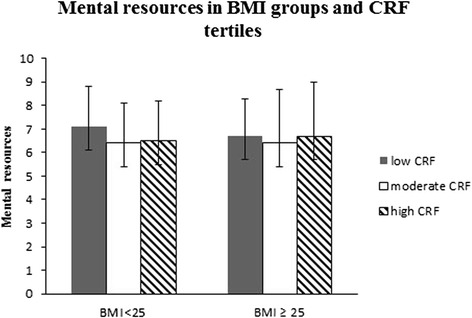 Mental resources in BMI groups and CRF
tertiles
10
9
8
7
6
5
4
3
2
1
0
Mental resources
BMI<25
BMI ≥ 25
low CRF
moderate CRF
high CRF